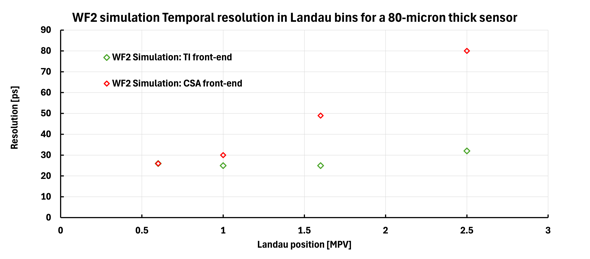 WF2 simulation Temporal resolution in Landau bins for a 80-micron thick sensor
90
80
70
60
50
40
30
20
10
0
Resolution [ps]
WF2 Simulation: TI front-end
WF2 Simulation: CSA front-end
0 0.5 1 1.5 2 2.5 3
Landau position [MPV]